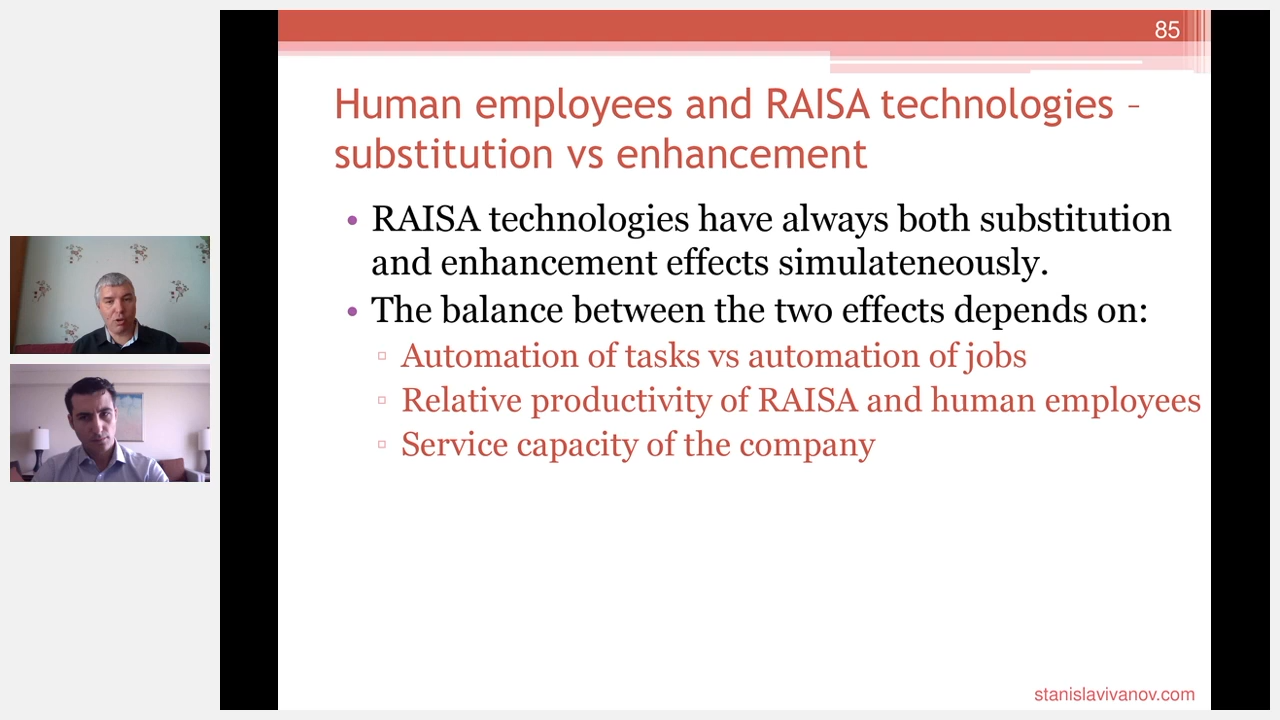 85
Human employees and RAISA technologies –
substitution vs enhancement
• RAISA technologies have always both substitution
and enhancement effects simulateneously.
• The balance between the two effects depends on:
▫ Automation of tasks vs automation of jobs
▫ Relative productivity of RAISA and human employees
▫ Service capacity of the company
stanislavivanov.com